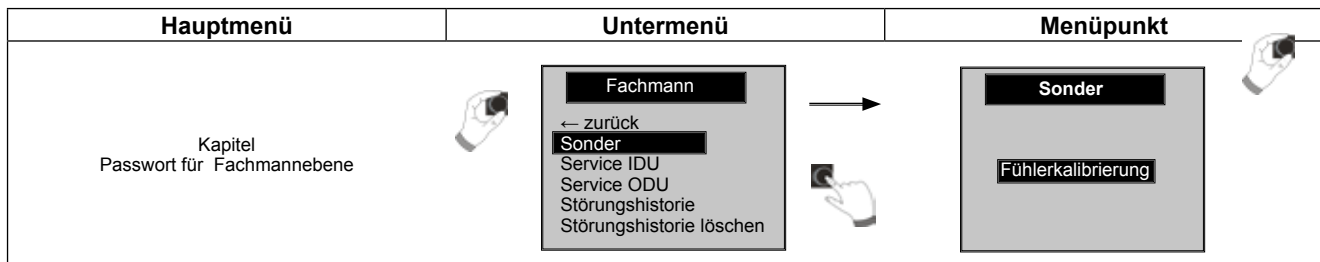 Hauptmenü
Untermenü
Menüpunkt
Kapitel
Passwort für Fachmannebene
Fachmann
← zurück
Sonder
Service IDU
Service ODU
Störungshistorie
Störungshistorie löschen
Sonder
Fühlerkalibrierung